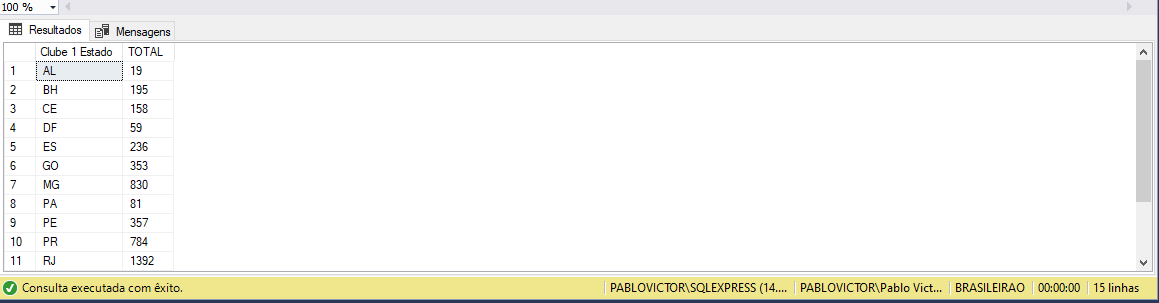 100 %
Resultados Mensagens
Clube 1 Estado TOTAL
1 AL 19
2 BH 195
3 CE 158
4 DF 59
5 ES 236
6 GO 353
7 MG 830
8 PA 81
9 PE 357
10 PR 784
11 RJ 1392
Consulta executada com êxito. PABLOVICTOR\SQLEXPRESS (14.... PABLOVICTOR\Pablo Vict... BRASILEIRAO 00:00:00 15 linhas